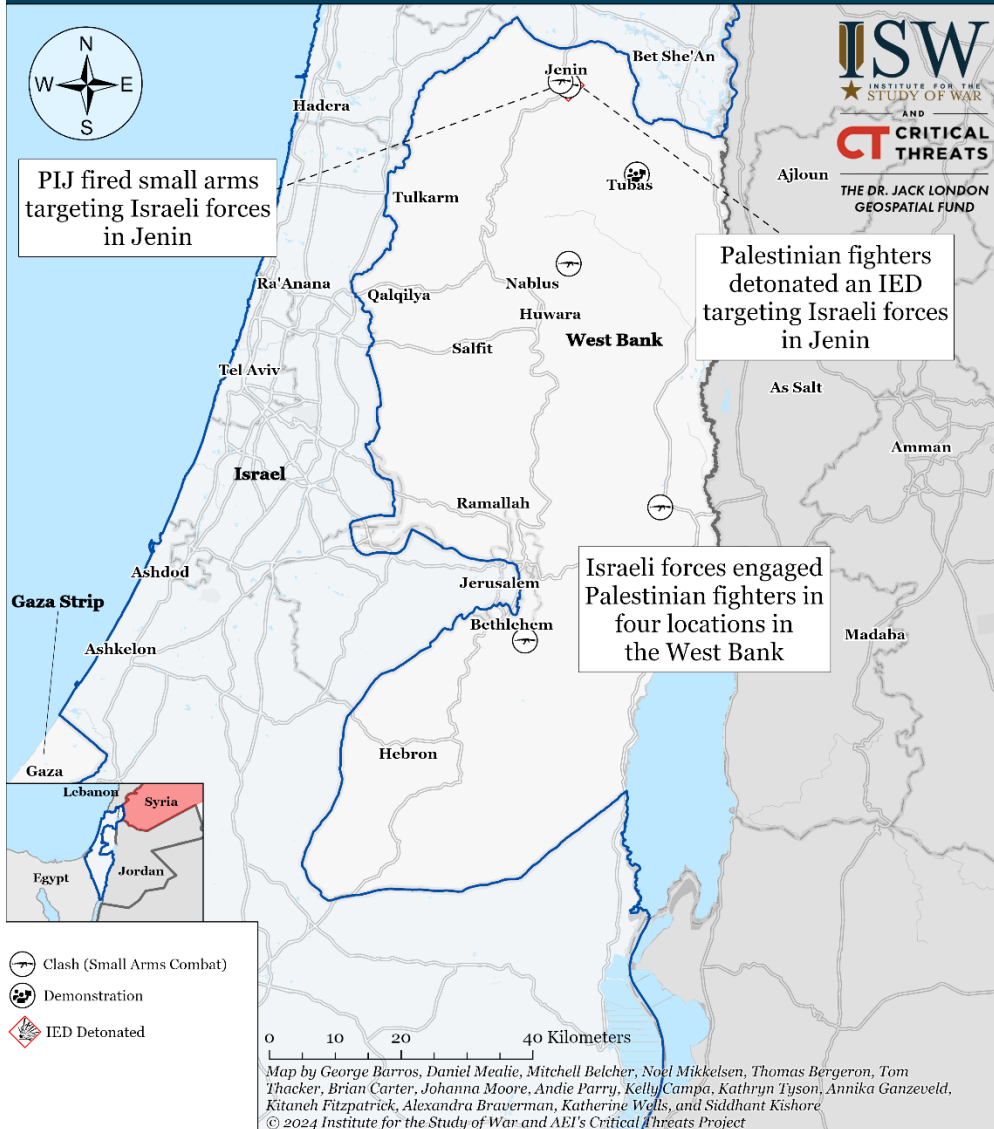 N
W E
S
ISW
INSTITUTE FOR THE
STUDY OF WAR
AND
CT CRITICAL
THREATS
THE DR. JACK LONDON
GEOSPATIAL FUND
Bet She'An
Jenin
Hadera
PIJ fired small arms
targeting Israeli forces
in Jenin
Tulkarm
Tubas
Ajloun
Palestinian fighters
detonated an IED
targeting Israeli forces
in Jenin
Ra'Anana
Qalqilya
Nablus
Huwara
West Bank
Salfit
Tel Aviv
As Salt
Amman
Israel
Ramallah
Israeli forces engaged
Palestinian fighters in
four locations in
the West Bank
Ashdod
Jerusalem
Gaza Strip
Bethlehem
Madaba
Ashkelon
Hebron
Gaza
Lebanon
Syria
Egypt
Jordan
Clash (Small Arms Combat)
Demonstration
IED Detonated
0 10 20 40 Kilometers
Map by George Barros, Daniel Mealie, Mitchell Belcher, Noel Mikkelsen, Thomas Bergeron, Tom
Thacker, Brian Carter, Johanna Moore, Andie Parry, Kelly Campa, Kathryn Tyson, Annika Ganzeveld,
Kitaneh Fitzpatrick, Alexandra Braverman, Katherine Wells, and Siddhant Kishore
© 2024 Institute for the Study of War and AEI's Critical Threats Project